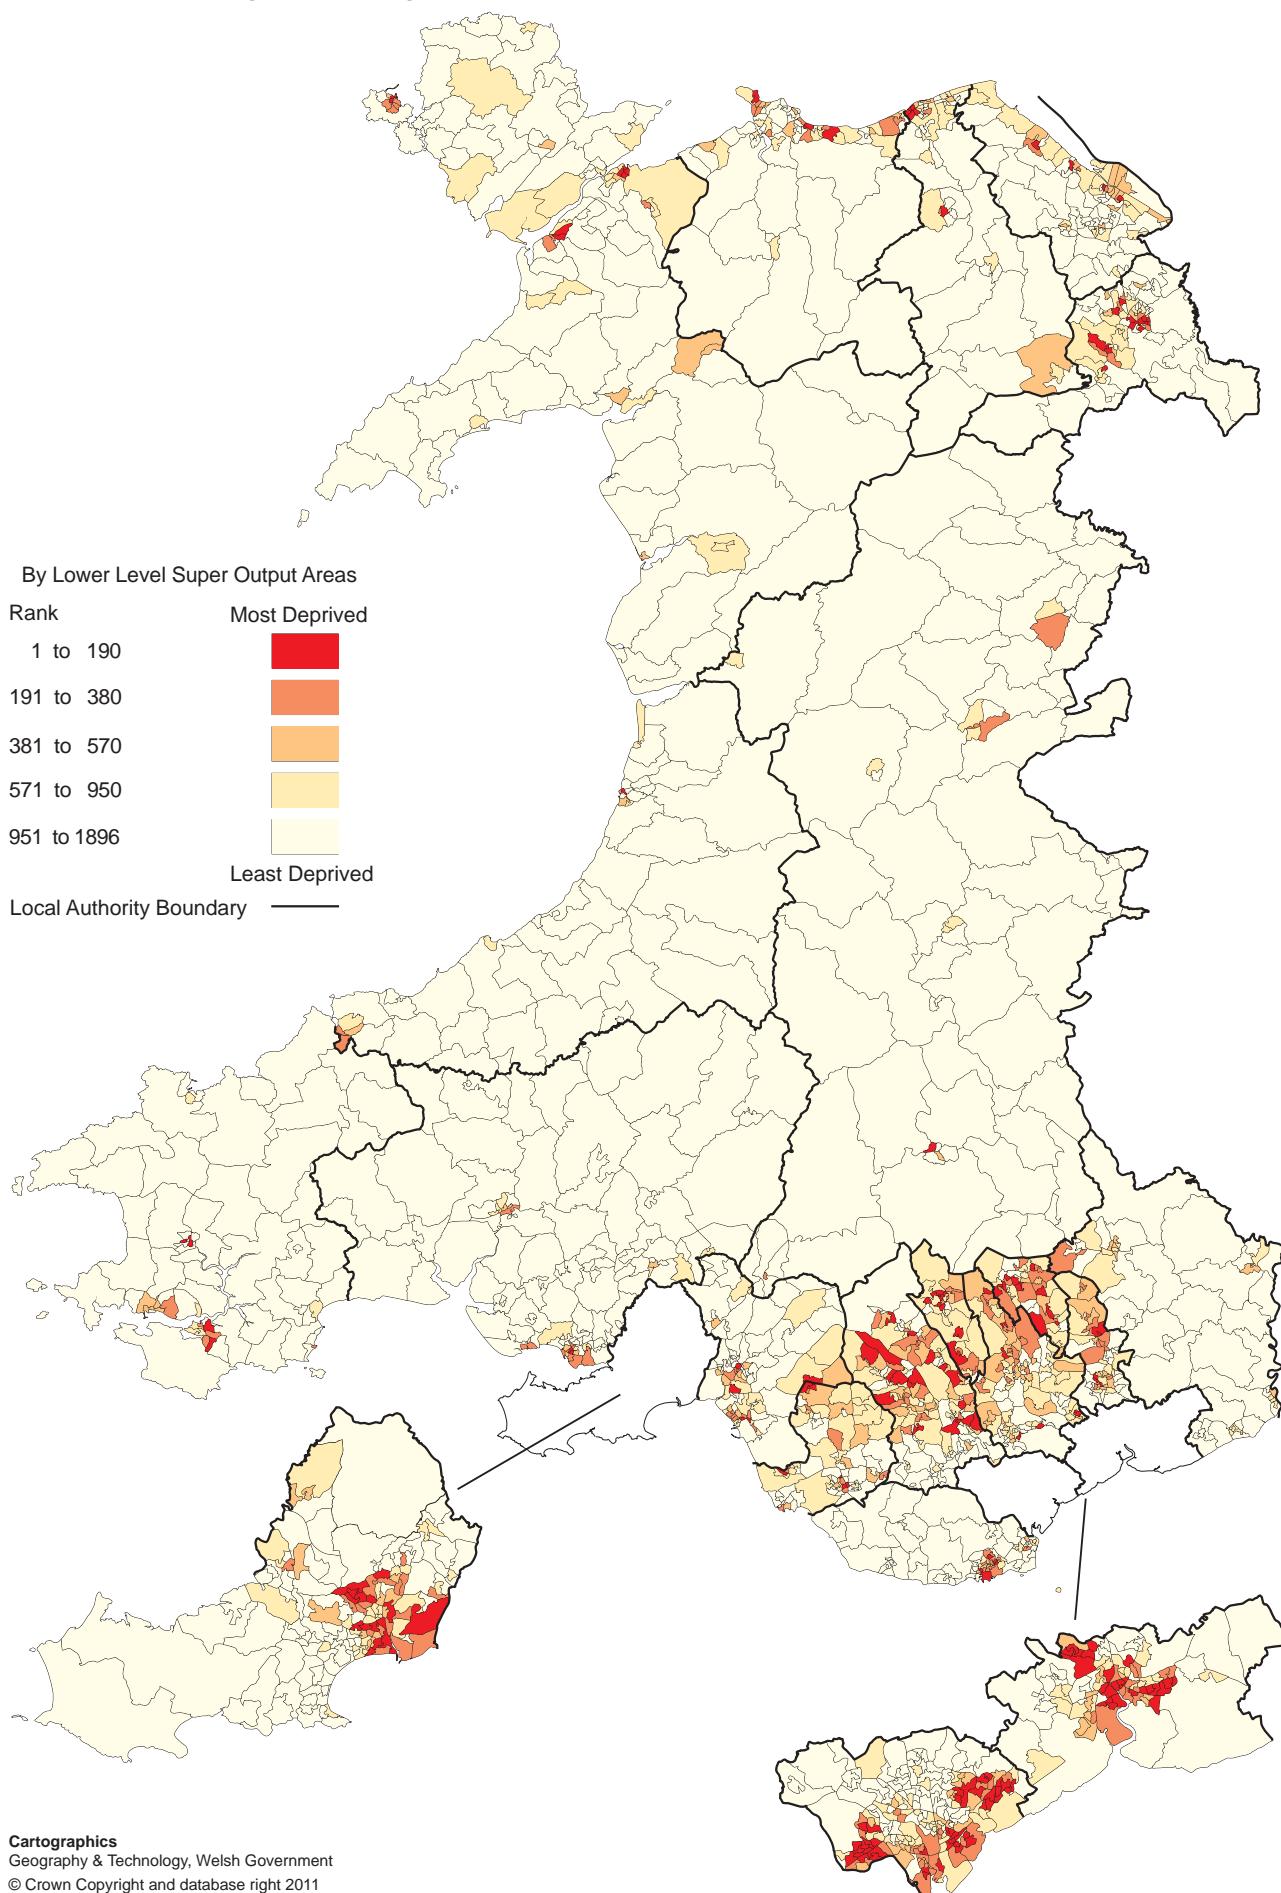 By Lower Level Super Output Areas
Rank Most Deprived
1 to 190
191 to 380
381 to 570
571 to 950
951 to 1896
Least Deprived
Local Authority Boundary
Cartographics
Geography & Technology, Welsh Government
© Crown Copyright and database right 2011